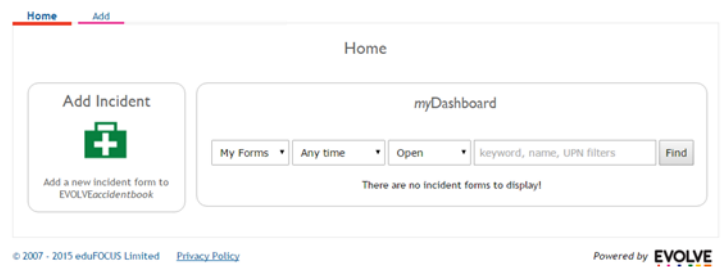 Home Add
Home
Add Incident
Add a new incident form to
EVOLVEaccidentbook
myDashboard
My Forms Any time Open keyword, name, UPN filters Find
There are no incident forms to display!
© 2007 - 2015 eduFOCUS Limited Privacy Policy
Powered by EVOLVE